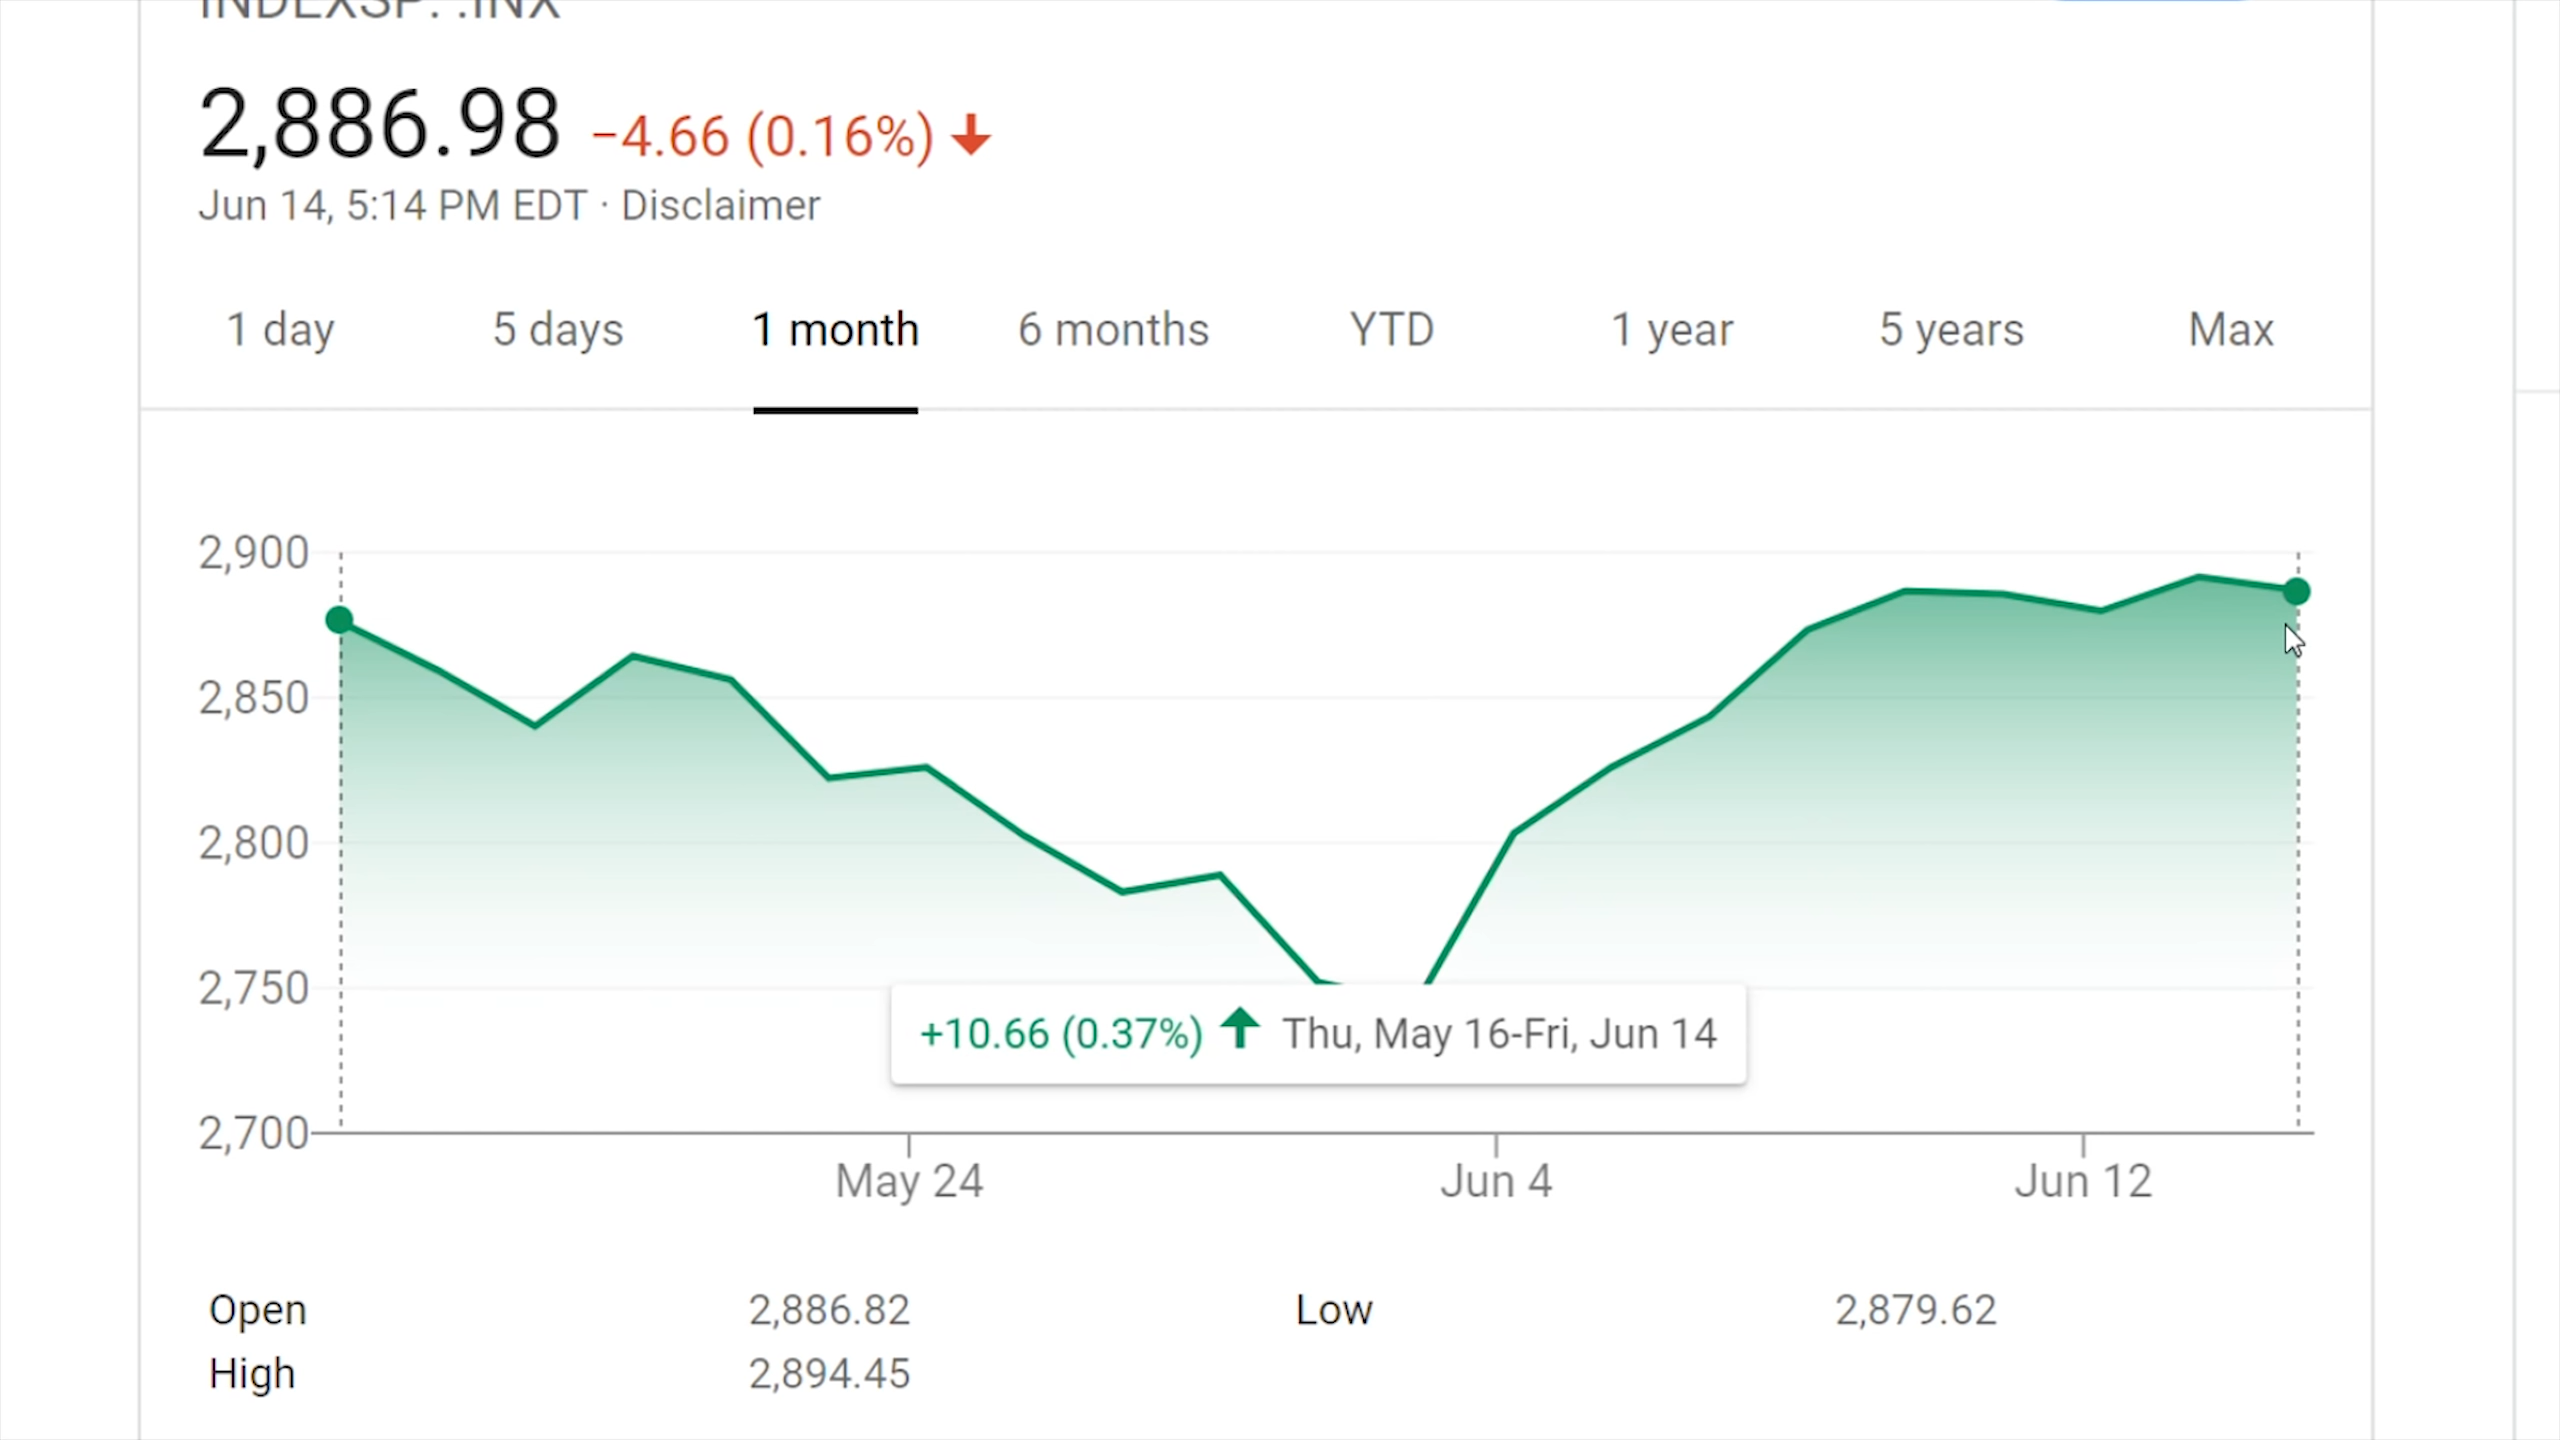 INDEXSP: .INX
2,886.98 −4.66 (0.16%)
Jun 14, 5:14 PM EDT · Disclaimer
1 day 5 days 1 month 6 months YTD 1 year 5 years Max
2,900
2,850
2,800
2,750
+10.66 (0.37%) Thu, May 16-Fri, Jun 14
2,700
May 24 Jun 4 Jun 12
Open 2,886.82 Low 2,879.62
High 2,894.45